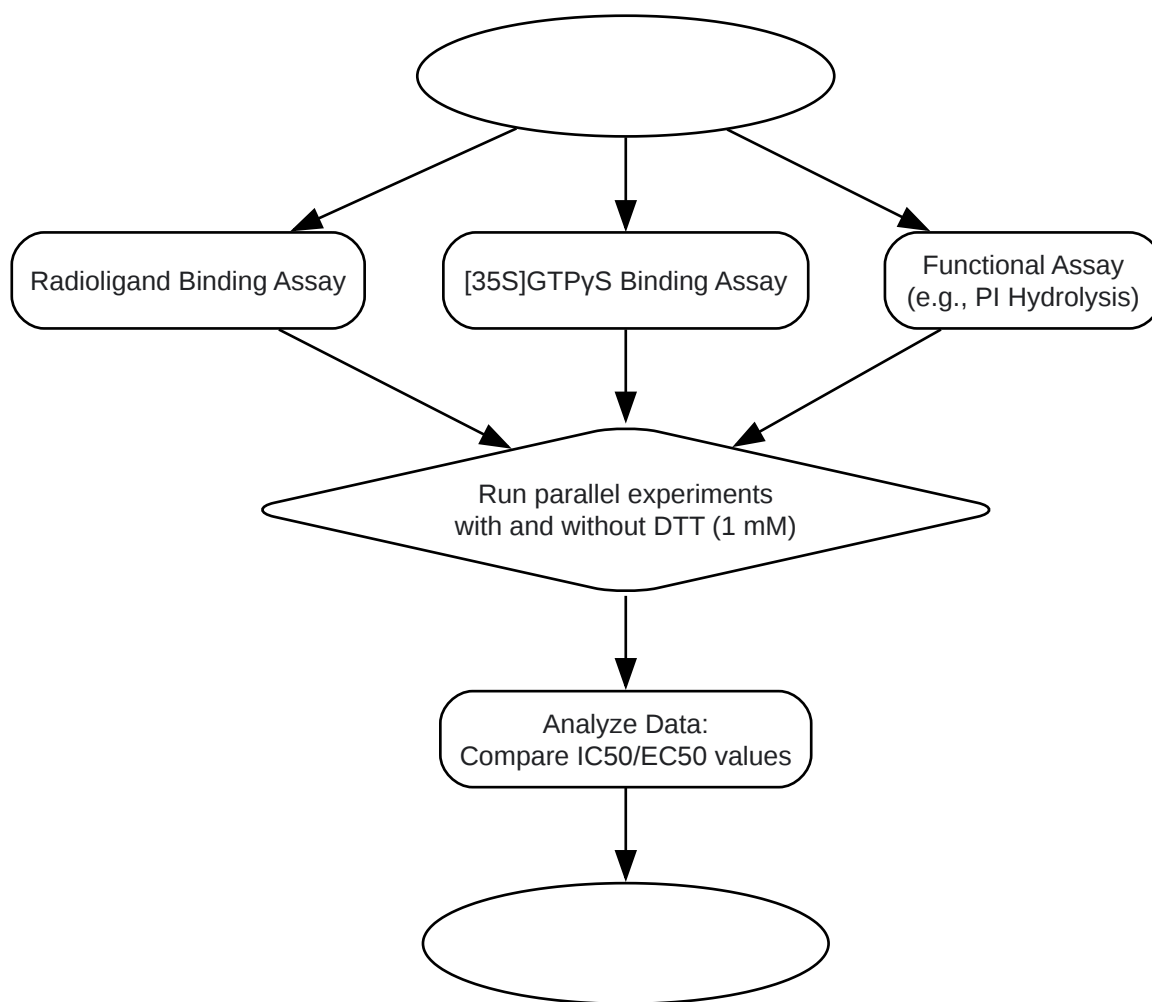 Radioligand Binding Assay
[35S]GTPγS Binding Assay
Functional Assay
(e.g., PI Hydrolysis)
Run parallel experiments
with and without DTT (1 mM)
Analyze Data:
Compare IC50/EC50 values